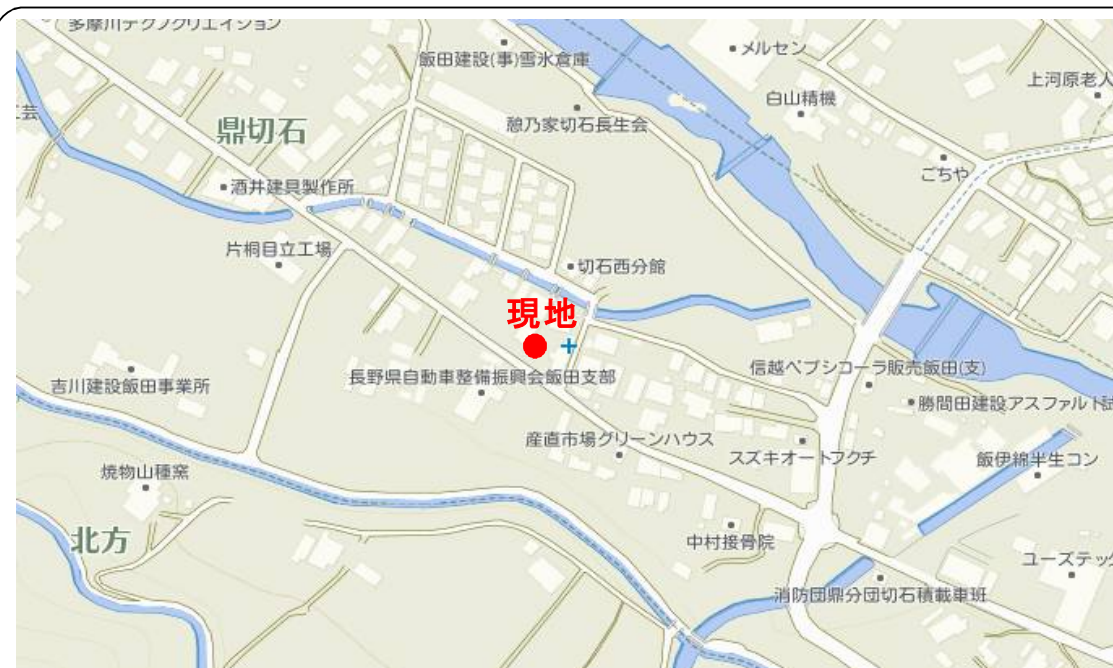 多摩川テクノクリエイション
飯田建設(事)雪氷倉庫
メルセン
上河原老人
白山精機
芸
憩乃家切石長生会
鼎切石
ごちや
酒井建具製作所
片桐目立工場
切石西分館
現地
信越ペプシコーラ販売飯田(支)
長野県自動車整備振興会飯田支部
吉川建設飯田事業所
勝間田建設アスファルト試
産直市場グリーンハウス
スズキオートフクチ
飯伊綿半生コン
焼物山種窯
北方
中村接骨院
ユーズテック
消防団鼎分団切石積載車班